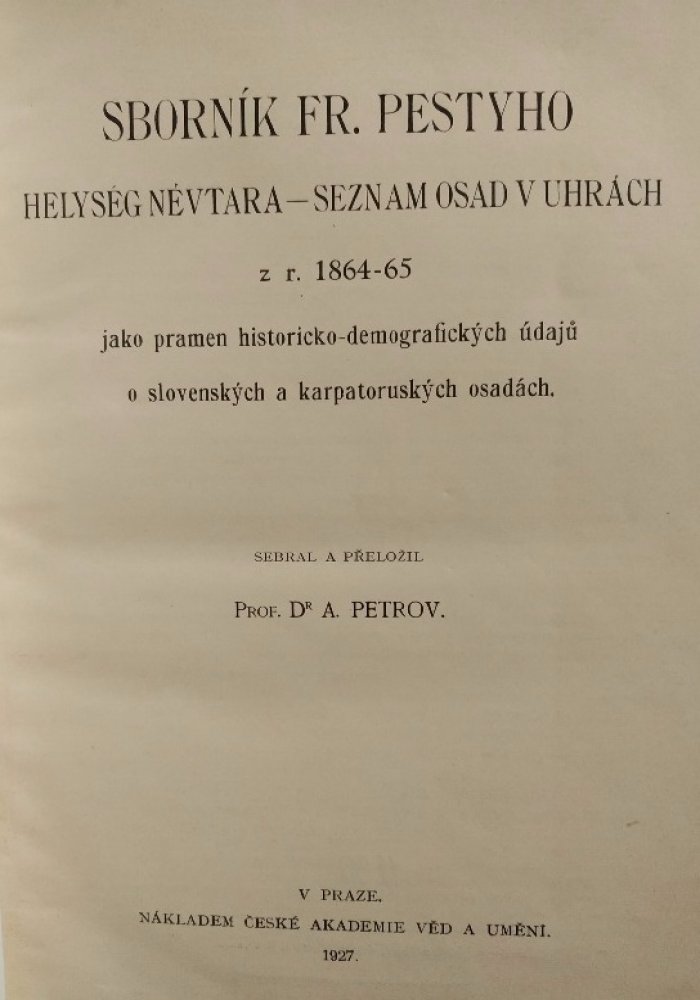 SBORNÍK FR. PESTYHO
HELYSÉG NÉVTARA — SEZNAM OSAD V UHRÁCH
z r. 1864-65
jako pramen historicko-demografických údajů
o slovenských a karpatoruských osadách.
SEBRAL A PŘELOŽIL
PROF. DR A. PETROV.
V PRAZE.
NÁKLADEM ČESKÉ AKADEMIE VĚD A UMĚNÍ.
1927.